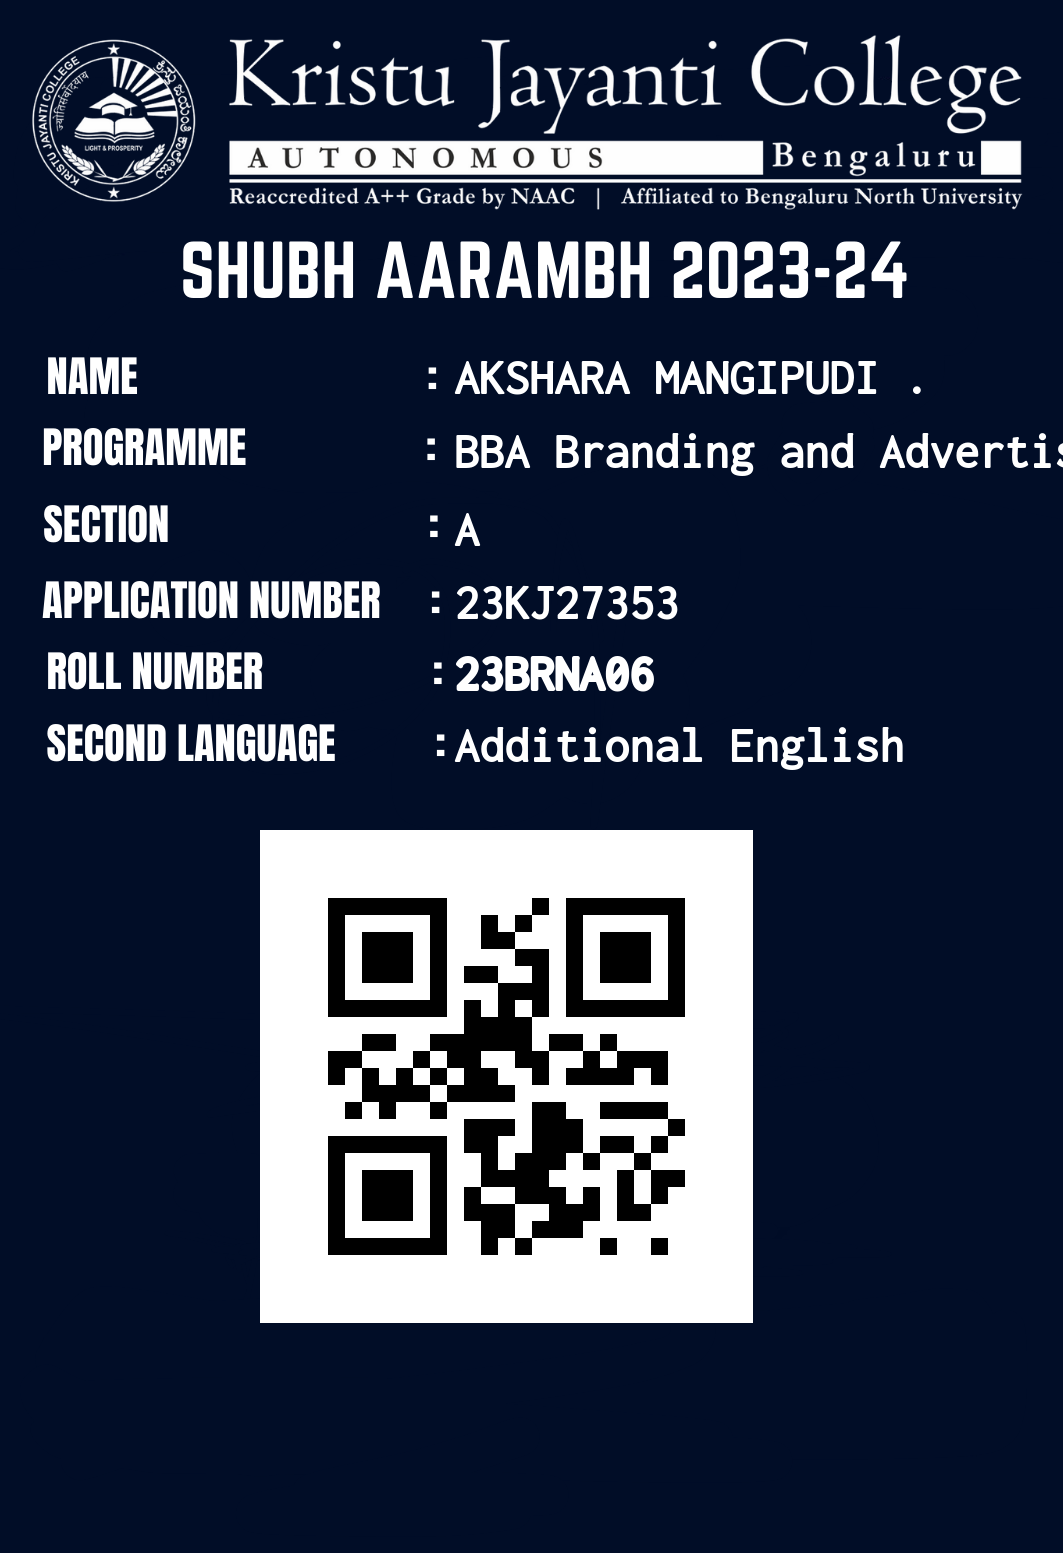 Kristu Jayanti College
AUTONOMOUS Bengaluru
Reaccredited A++ Grade by NAAC | Affiliated to Bengaluru North University
KRISTU JAYANTI COLLEGE
LIGHT & PROSPERITY
SHUBH AARAMBH 2023-24
NAME : AKSHARA MANGIPUDI .
PROGRAMME : BBA Branding and Advertis
SECTION : A
APPLICATION NUMBER : 23KJ27353
ROLL NUMBER : 23BRNA06
SECOND LANGUAGE : Additional English